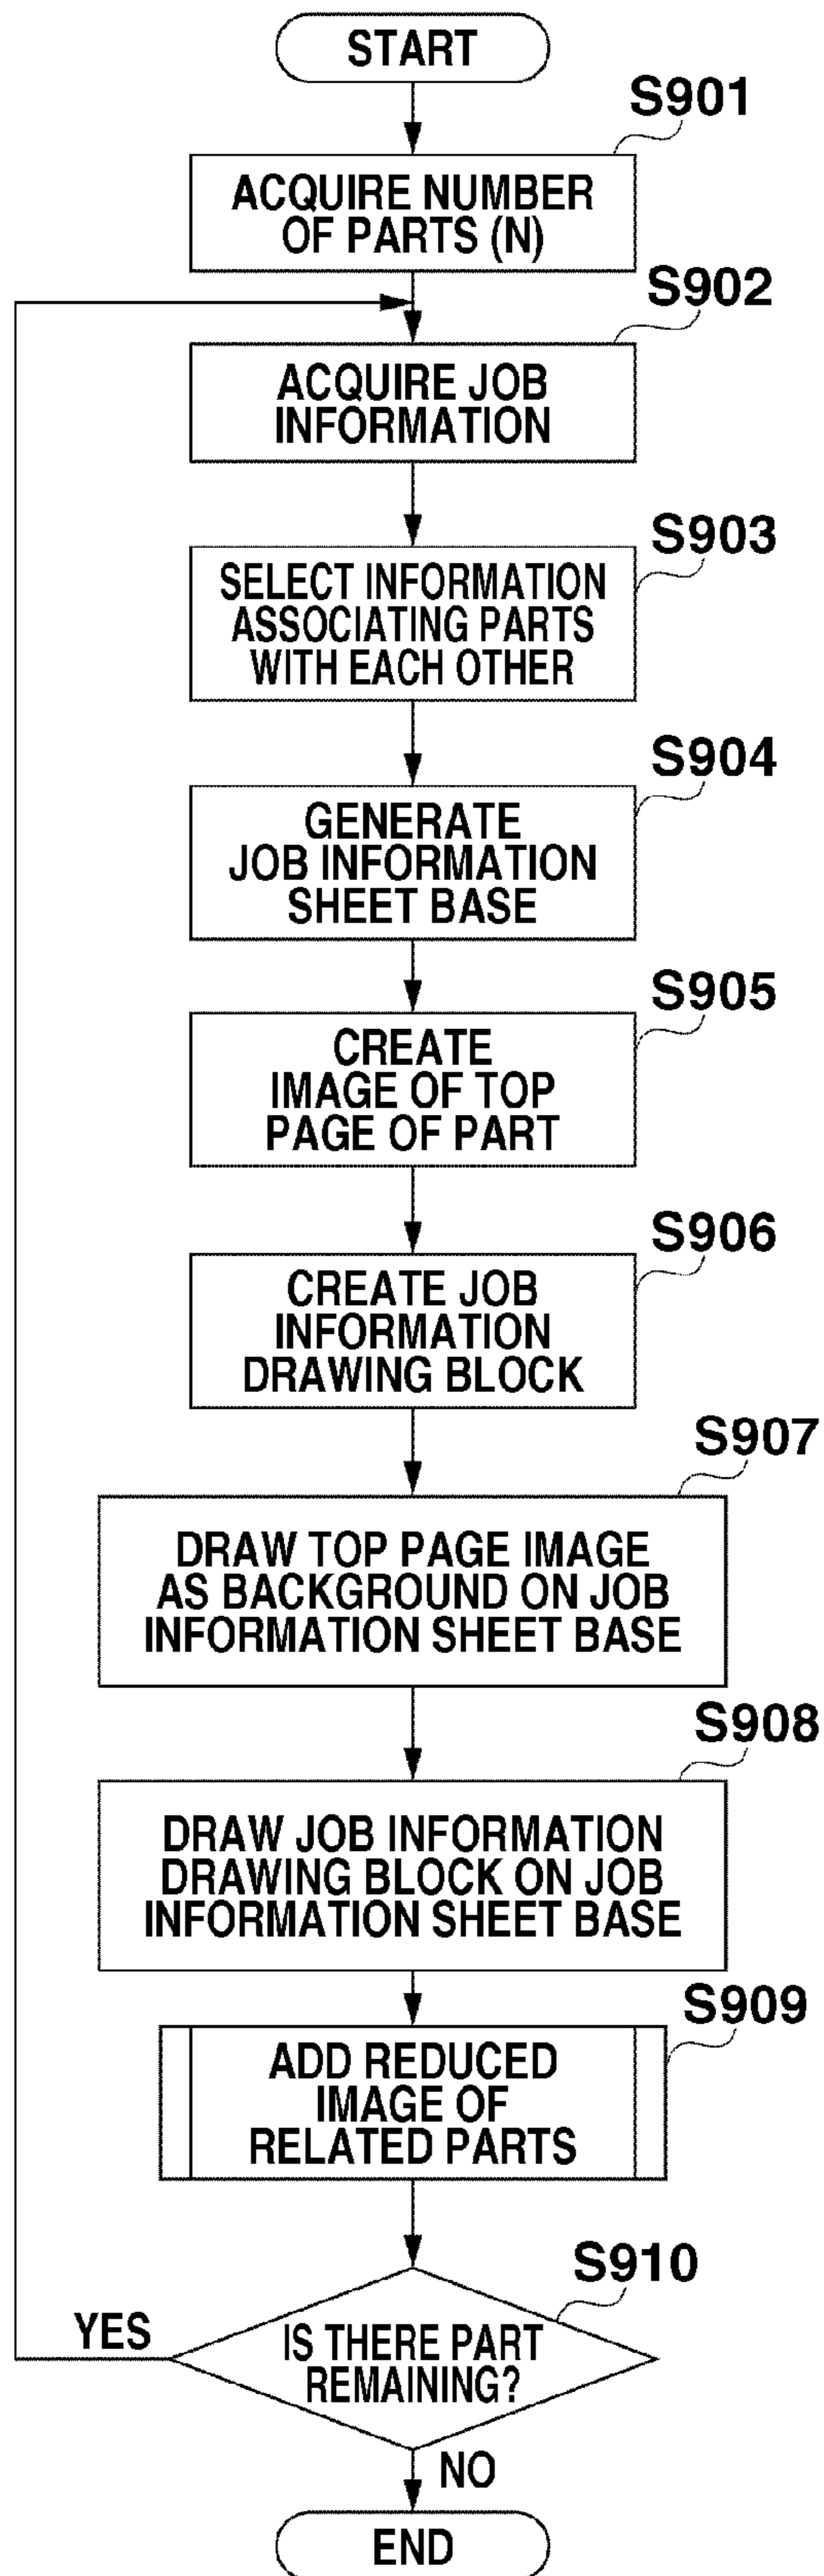 START
S901
ACQUIRE NUMBER
OF PARTS (N)
S902
ACQUIRE JOB
INFORMATION
S903
SELECT INFORMATION
ASSOCIATING PARTS
WITH EACH OTHER
S904
GENERATE
JOB INFORMATION
SHEET BASE
S905
CREATE
IMAGE OF TOP
PAGE OF PART
S906
CREATE JOB
INFORMATION
DRAWING BLOCK
S907
DRAW TOP PAGE IMAGE
AS BACKGROUND ON JOB
INFORMATION SHEET BASE
S908
DRAW JOB INFORMATION
DRAWING BLOCK ON JOB
INFORMATION SHEET BASE
S909
ADD REDUCED
IMAGE OF
RELATED PARTS
S910
YES
IS THERE PART
REMAINING?
NO
END